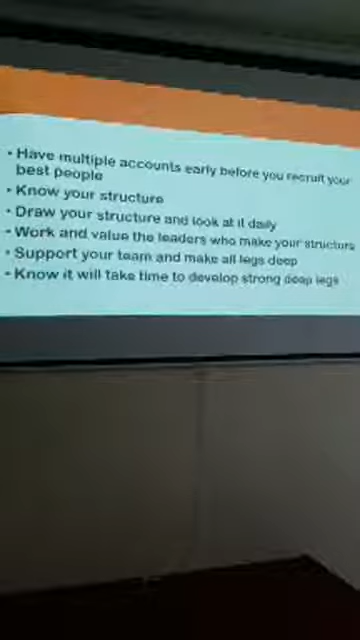 • Have multiple accounts early before you recruit your
best people
• Know your structure
• Draw your structure and look at it daily
• Work and value the leaders who make your structure
• Support your team and make all legs deep
• Know it will take time to develop strong deep legs